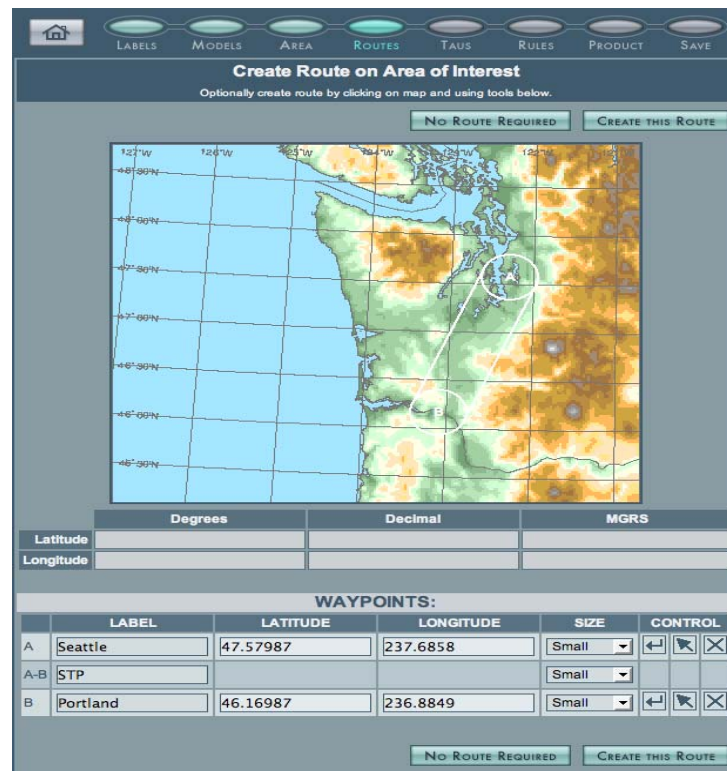 LABELS MODELS AREA ROUTES TAUS RULES PRODUCT SAVE
Create Route on Area of Interest
Optionally create route by clicking on map and using tools below.
NO ROUTE REQUIRED CREATE THIS ROUTE
127°W 126°W 125°W 124°W 123°W 122°W
48°30'N
48°00'N
47°30'N
47°00'N
46°30'N
46°00'N
45°30'N
A
B
Degrees Decimal MGRS
Latitude
Longitude
WAYPOINTS:
LABEL LATITUDE LONGITUDE SIZE CONTROL
A Seattle 47.57987 237.6858 Small
A-B STP Small
B Portland 46.16987 236.8849 Small
NO ROUTE REQUIRED CREATE THIS ROUTE